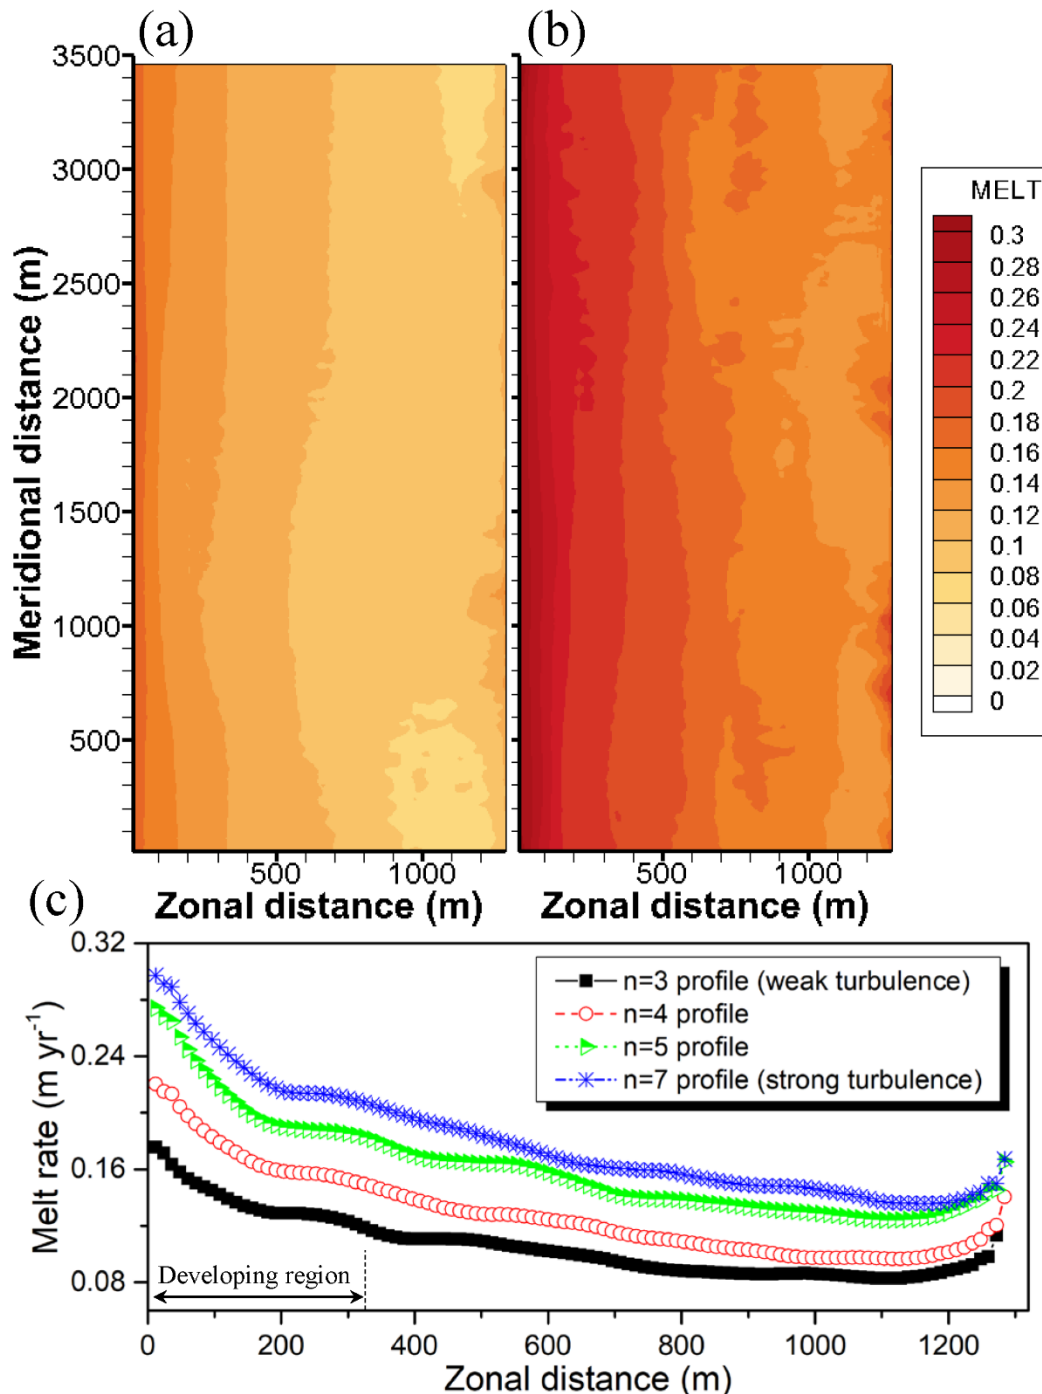 (a)
(b)
3500
3000
2500
2000
1500
1000
500
Meridional distance (m)
500
1000
500
1000
Zonal distance (m)
Zonal distance (m)
MELT
0.3
0.28
0.26
0.24
0.22
0.2
0.18
0.16
0.14
0.12
0.1
0.08
0.06
0.04
0.02
0
(c)
0.32
0.24
0.16
0.08
Melt rate (m yr⁻¹)
n=3 profile (weak turbulence)
n=4 profile
n=5 profile
n=7 profile (strong turbulence)
Developing region
0
200
400
600
800
1000
1200
Zonal distance (m)